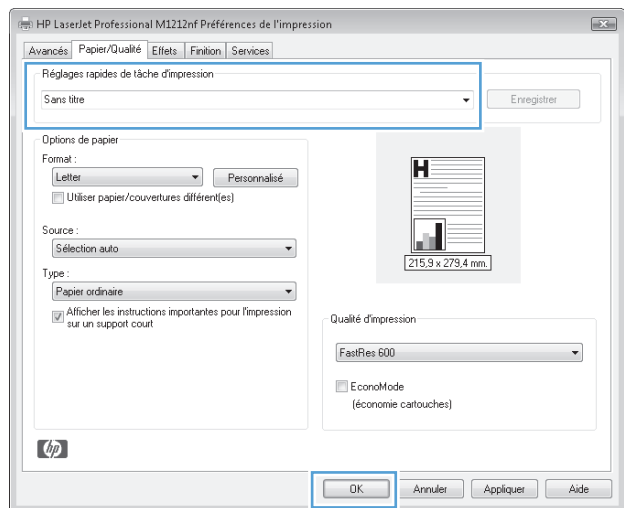 HP LaserJet Professional M1212nf Préférences de l'impression
Avancés Papier/Qualité Effets Finition Services
Réglages rapides de tâche d'impression
Sans titre
Enregistrer
Options de papier
Format :
Letter
Personnalisé
Utiliser papier/couvertures différent(es)
Source :
Sélection auto
Type :
Papier ordinaire
Afficher les instructions importantes pour l'impression
sur un support court
H
215,9 x 279,4 mm.
Qualité d'impression
FastRes 600
EconoMode
(économie cartouches)
hp
OK Annuler Appliquer Aide